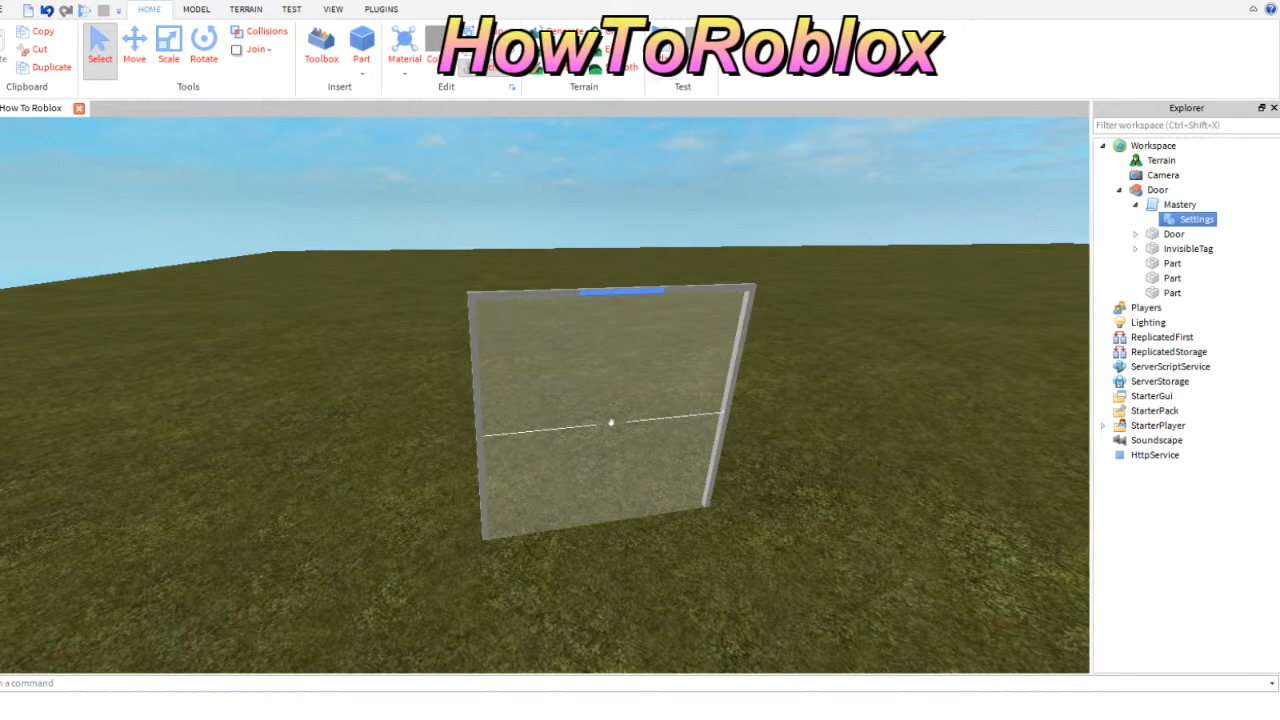 HOME MODEL TERRAIN TEST VIEW PLUGINS
HowToRoblox
Copy
Cut
Duplicate
Clipboard
Select Move Scale Rotate
Collisions
Join
Tools
Toolbox Part
Insert
Material
Edit
Terrain
Test
How To Roblox
Explorer
Filter workspace (Ctrl+Shift+X)
Workspace
Terrain
Camera
Door
Mastery
Settings
Door
InvisibleTag
Part
Part
Part
Players
Lighting
ReplicatedFirst
ReplicatedStorage
ServerScriptService
ServerStorage
StarterGui
StarterPack
StarterPlayer
Soundscape
HttpService
a command